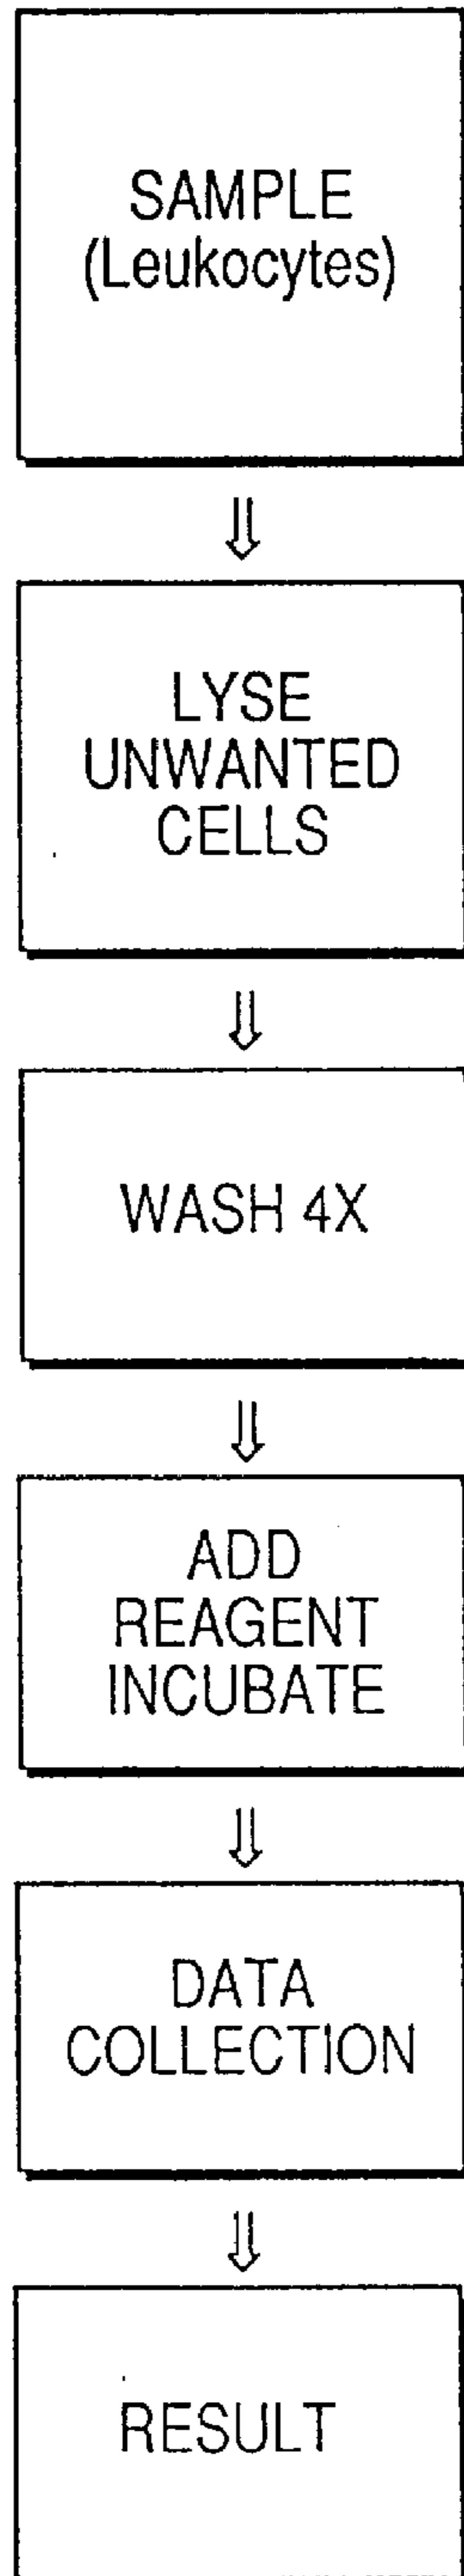 SAMPLE
(Leukocytes)
LYSE
UNWANTED
CELLS
WASH 4X
ADD
REAGENT
INCUBATE
DATA
COLLECTION
RESULT